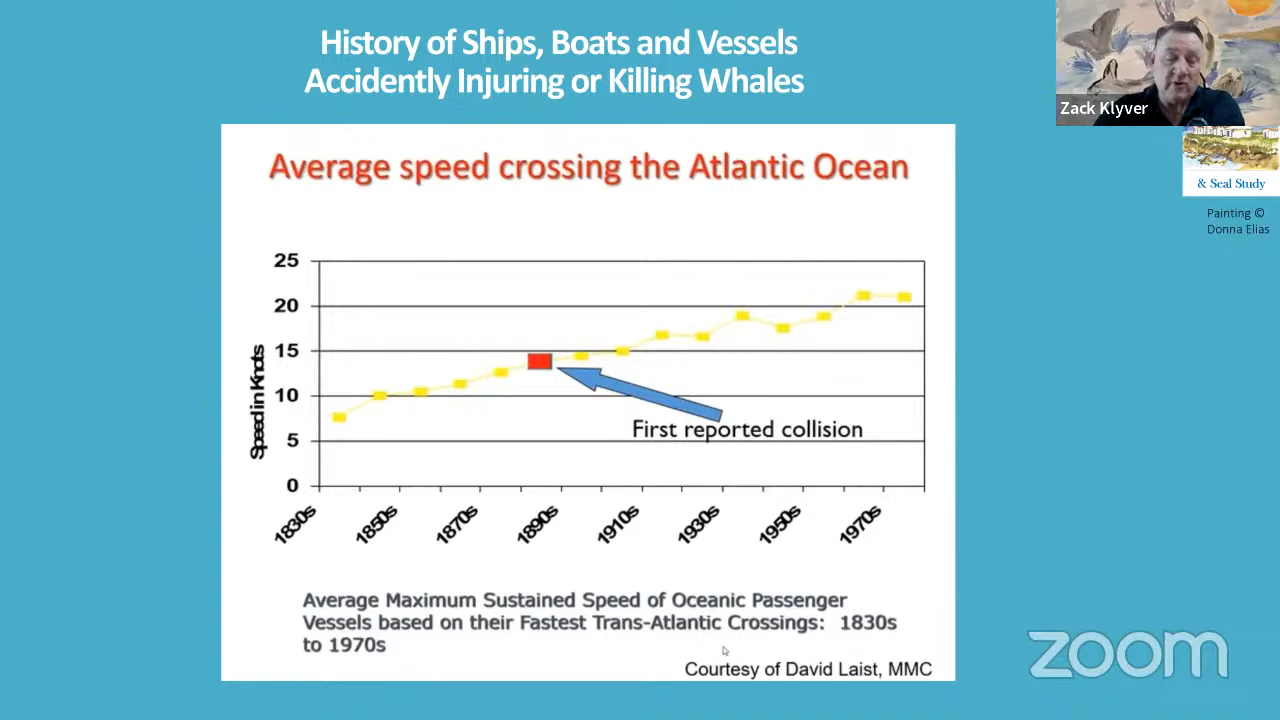 History of Ships, Boats and Vessels
Accidently Injuring or Killing Whales
Zack Klyver
& Seal Study
Painting ©
Donna Elias
Average speed crossing the Atlantic Ocean
25
20
15
10
5
0
Speed in Knots
First reported collision
1830s
1850s
1870s
1890s
1910s
1930s
1950s
1970s
Average Maximum Sustained Speed of Oceanic Passenger
Vessels based on their Fastest Trans-Atlantic Crossings: 1830s
to 1970s
Courtesy of David Laist, MMC
zoom